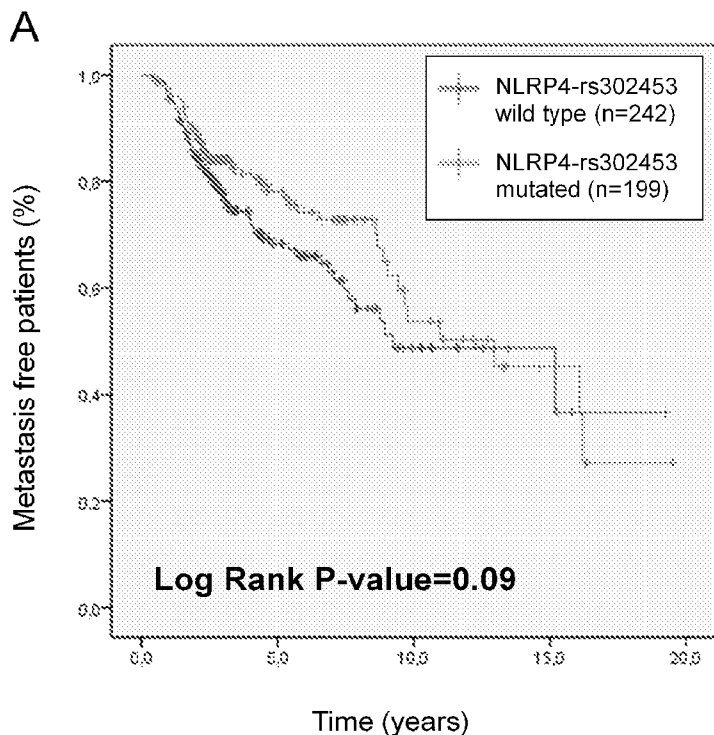 A
NLRP4-rs302453
wild type (n=242)
NLRP4-rs302453
mutated (n=199)
Metastasis free patients (%)
1,0
0,8
0,6
0,4
0,2
0,0
Log Rank P-value=0.09
0,0 5,0 10,0 15,0 20,0
Time (years)